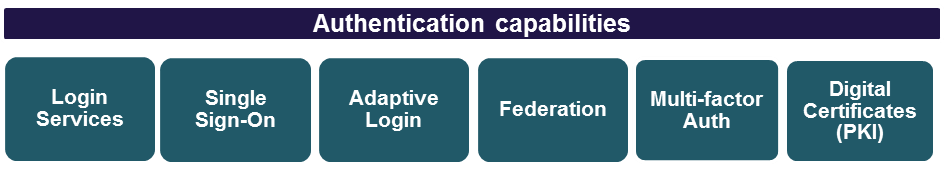 Authentication capabilities
Login
Services
Single
Sign-On
Adaptive
Login
Federation
Multi-factor
Auth
Digital
Certificates
(PKI)